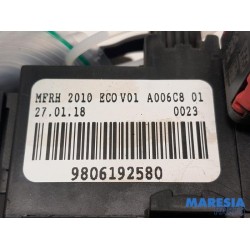 MFRH 2010 ECO V01 A006C8 01
27.01.18 0023
9806192580
MARESIA